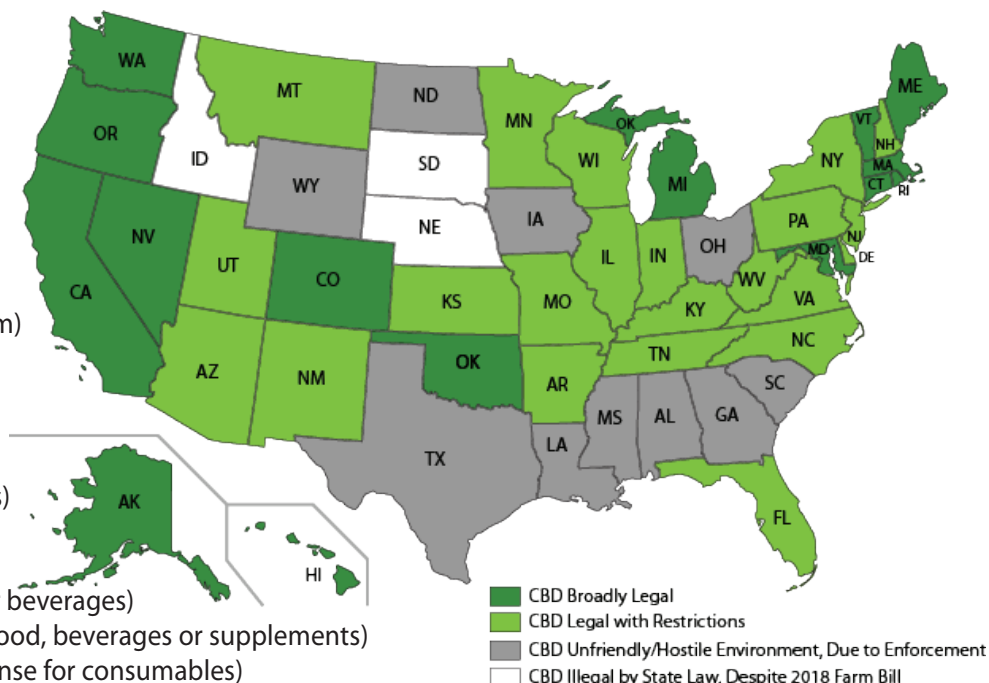 WA
ME
MT
ND
VT
MN
OK
OR
NH
ID
SD
WI
NY
MA
MI
CT
RI
WY
IA
PA
NE
NV
OH
NJ
MD
DE
IL
IN
UT
CO
WV
CA
KS
MO
VA
KY
m)
NC
TN
OK
AZ
NM
AR
SC
MS
AL
GA
LA
TX
s)
AK
FL
HI
CBD Broadly Legal
beverages)
CBD Legal with Restrictions
ood, beverages or supplements)
CBD Unfriendly/Hostile Environment, Due to Enforcement
nse for consumables)
CBD Illegal by State Law, Despite 2018 Farm Bill